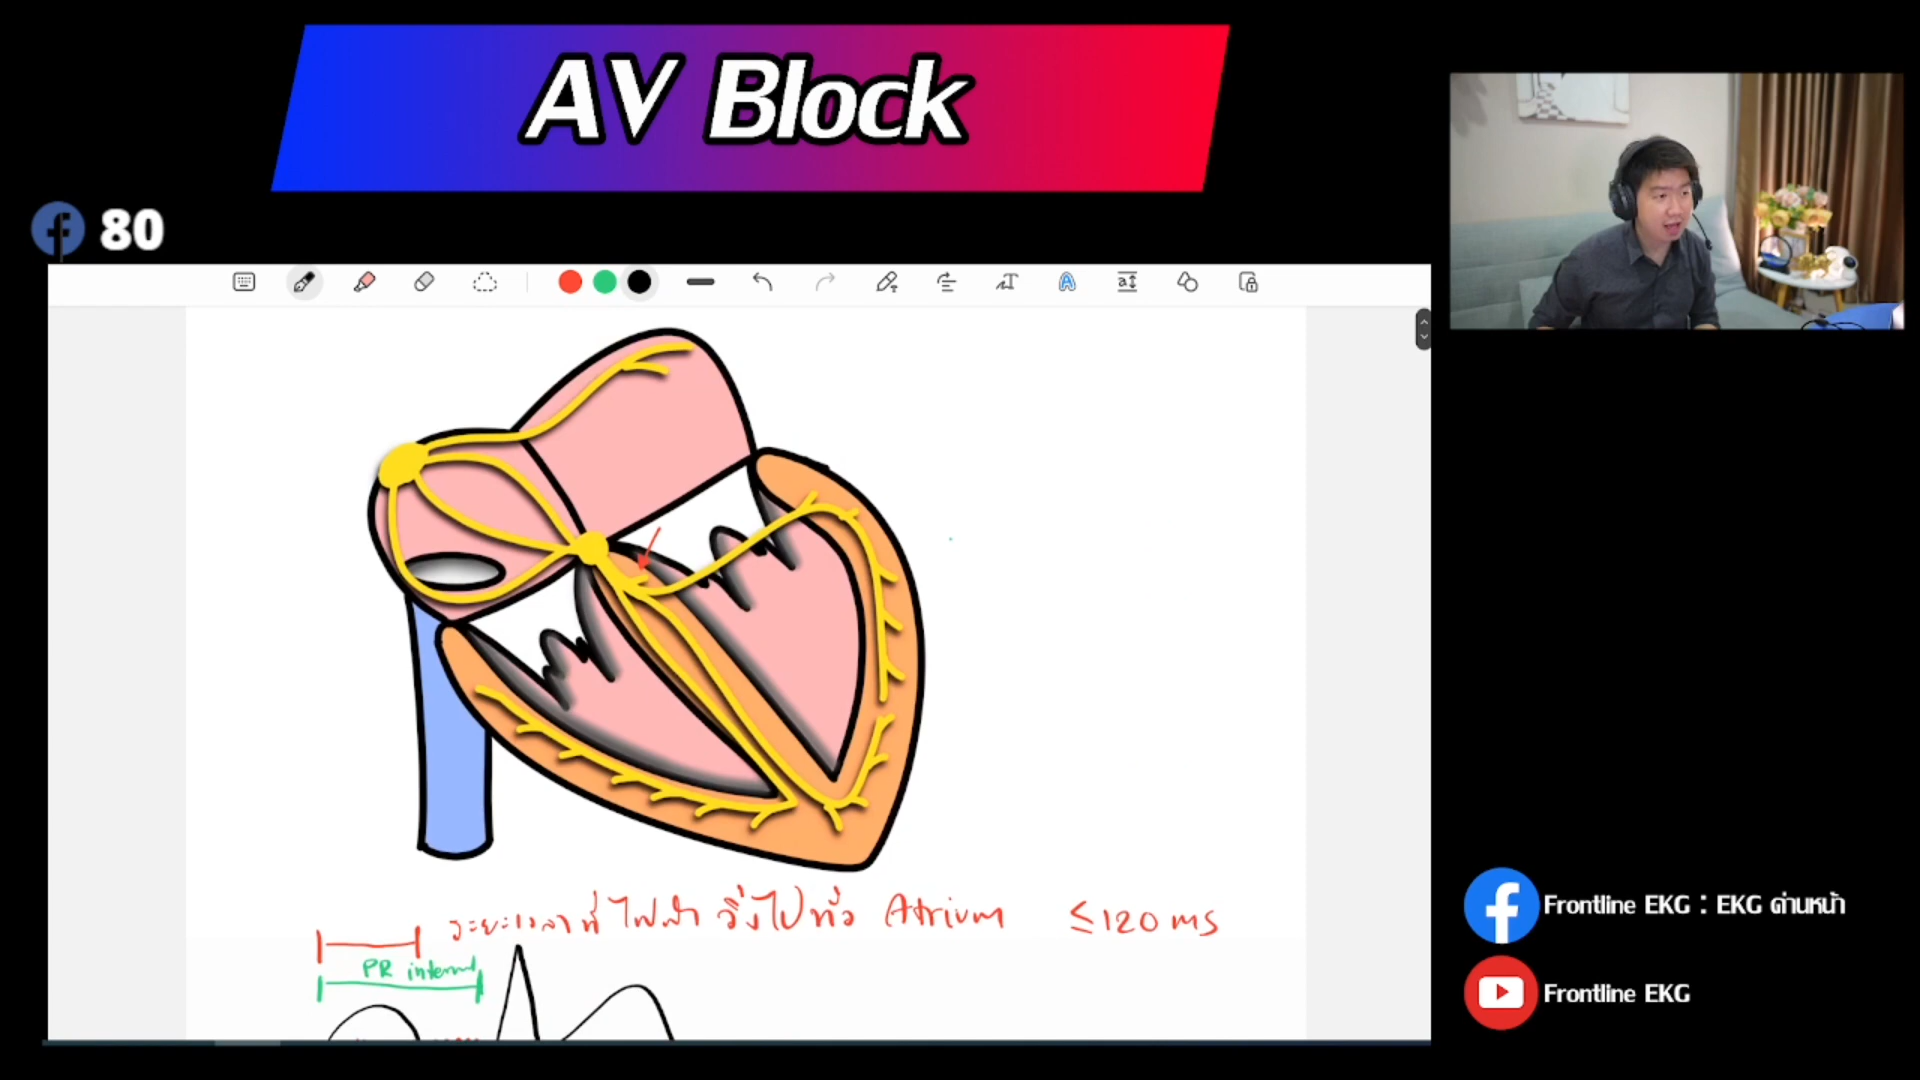 AV Block
80
ระยะเวลาที่ ไฟฟ้า วิ่งไปทั่ว Atrium ≤120 ms
PR interval
Frontline EKG : EKG ด่านหน้า
Frontline EKG